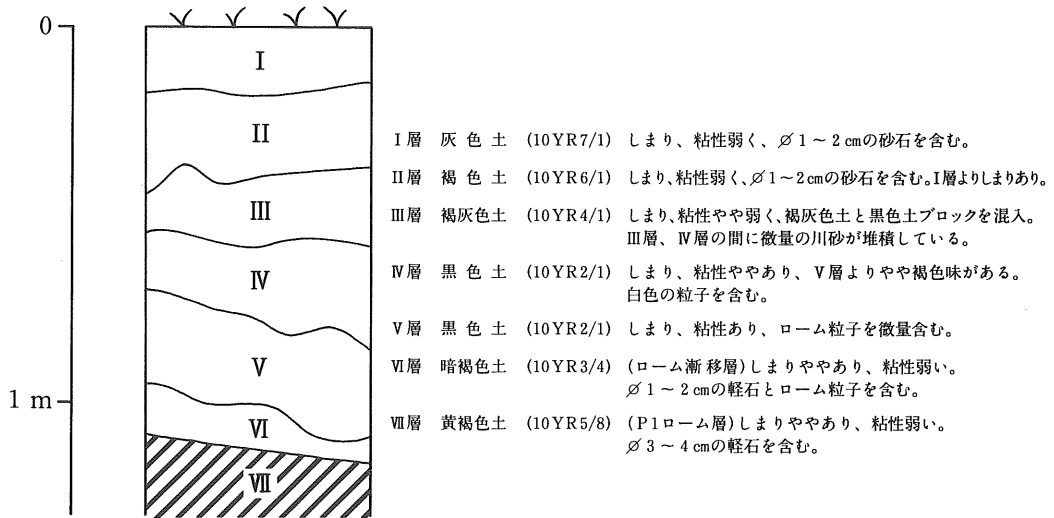 0
I
II
III
IV
V
1 m
VI
VII
I層 灰色土 (10YR7/1) しまり、粘性弱く、∅1～2㎝の砂石を含む。
II層 褐色土 (10YR6/1) しまり、粘性弱く、∅1～2㎝の砂石を含む。I層よりしまりあり。
III層 褐灰色土 (10YR4/1) しまり、粘性やや弱く、褐灰色土と黒色土ブロックを混入。
III層、Ⅳ層の間に微量の川砂が堆積している。
Ⅳ層 黒色土 (10YR2/1) しまり、粘性ややあり、V層よりやや褐色味がある。
白色の粒子を含む。
V層 黒色土 (10YR2/1) しまり、粘性あり、ローム粒子を微量含む。
Ⅵ層 暗褐色土 (10YR3/4) (ローム漸移層)しまりややあり、粘性弱い。
∅1～2㎝の軽石とローム粒子を含む。
Ⅶ層 黄褐色土 (10YR5/8) (P1ローム層)しまりややあり、粘性弱い。
∅3～4㎝の軽石を含む。